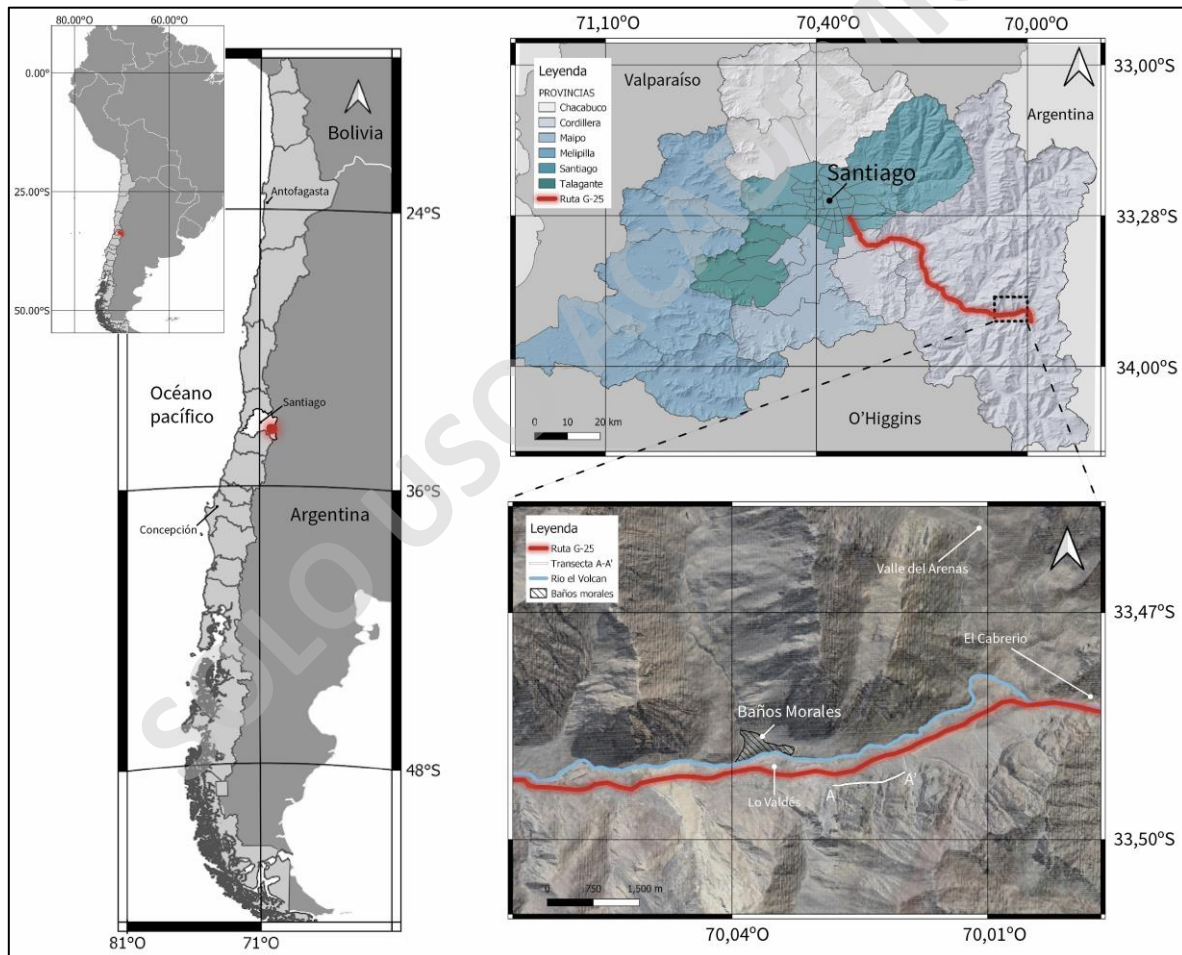 80.00°O
60.00°O
0.00°
25.00°S
50.00°S
Bolivia
Antofagasta
24°S
Océano
pacífico
Santiago
36°S
Concepción
Argentina
48°S
81°O
71°O
71,10°O
70,40°O
70,00°O
Leyenda
PROVINCIAS
Chacabuco
Cordillera
Maipo
Melipilla
Santiago
Talagante
Ruta G-25
Valparaíso
Argentina
Santiago
O'Higgins
0 10 20 km
33,00°S
33,28°S
34,00°S
Leyenda
Ruta G-25
Transecta A-A'
Rio el Volcan
Baños morales
Valle del Arenas
El Cabrerio
Baños Morales
Lo Valdés
A
A'
0 750 1,500 m
33,47°S
33,50°S
70,04°O
70,01°O
SOLO USO ACADÉMICO